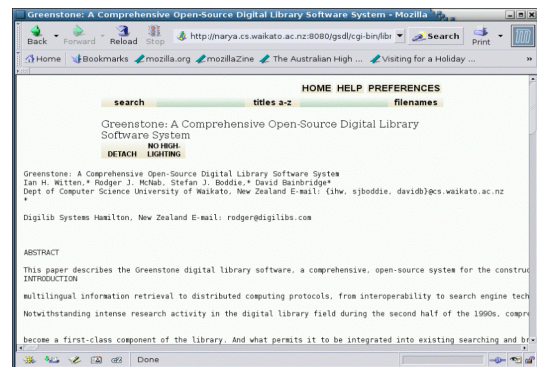 Greenstone: A Comprehensive Open-Source Digital Library Software System - Mozilla
Back Forward Reload Stop http://narya.cs.waikato.ac.nz:8080/gsdl/cgi-bin/libr Search Print
Home Bookmarks mozilla.org mozillaZine The Australian High ... Visiting for a Holiday ... »
HOME HELP PREFERENCES
search titles a-z filenames
Greenstone: A Comprehensive Open-Source Digital Library
Software System
DETACH NO HIGH-
LIGHTING
Greenstone: A Comprehensive Open-Source Digital Library Software System
Ian H. Witten,* Rodger J. McNab, Stefan J. Boddie,* David Bainbridge*
Dept of Computer Science University of Waikato, New Zealand E-mail: {ihw, sjboddie, davidb}@cs.waikato.ac.nz
*
Digilib Systems Hamilton, New Zealand E-mail: rodger@digilibs.com
ABSTRACT
This paper describes the Greenstone digital library software, a comprehensive, open-source system for the construc
INTRODUCTION
multilingual information retrieval to distributed computing protocols, from interoperability to search engine tech
Notwithstanding intense research activity in the digital library field during the second half of the 1990s, compre
become a first-class component of the library. And what permits it to be integrated into existing searching and br
Done